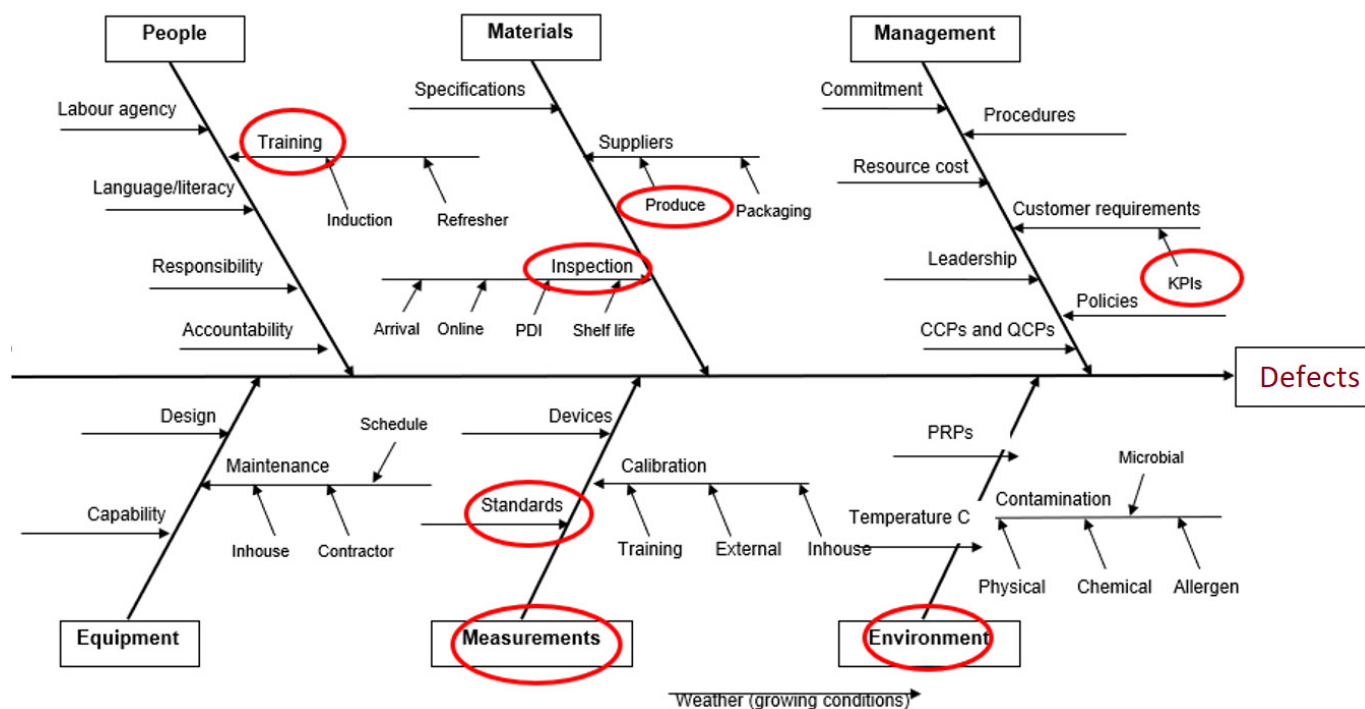 People
Materials
Management
Labour agency
Training
Induction
Refresher
Language/literacy
Responsibility
Accountability
Specifications
Suppliers
Produce
Packaging
Inspection
Arrival
Online
PDI
Shelf life
Commitment
Procedures
Resource cost
Customer requirements
KPIs
Leadership
Policies
CCPs and QCPs
Defects
Design
Schedule
Maintenance
Capability
Inhouse
Contractor
Devices
Calibration
Standards
Training
External
Inhouse
PRPs
Microbial
Contamination
Temperature C
Physical
Chemical
Allergen
Equipment
Measurements
Environment
Weather (growing conditions)